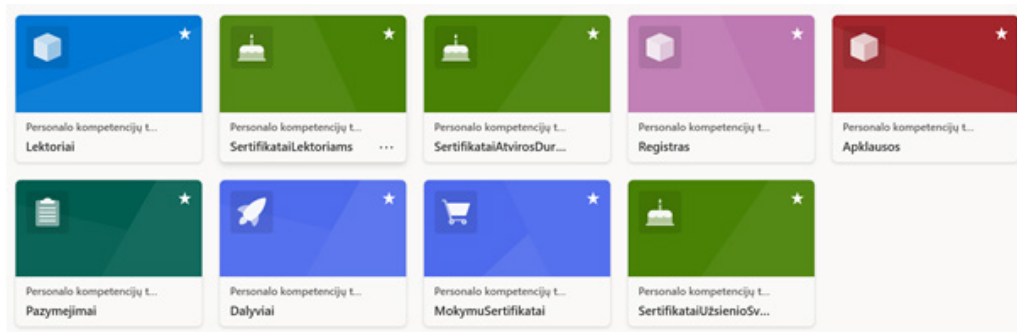 Personalo kompetencijų t...
Lektoriai
Personalo kompetencijų t...
SertifikataiLektoriams ...
Personalo kompetencijų t...
SertifikataiAtvirosDur...
Personalo kompetencijų t...
Registras
Personalo kompetencijų t...
Apklausos
Personalo kompetencijų t...
Pazymejimai
Personalo kompetencijų t...
Dalyviai
Personalo kompetencijų t...
MokymuSertifikatai
Personalo kompetencijų t...
SertifikataiUžsienioSv...